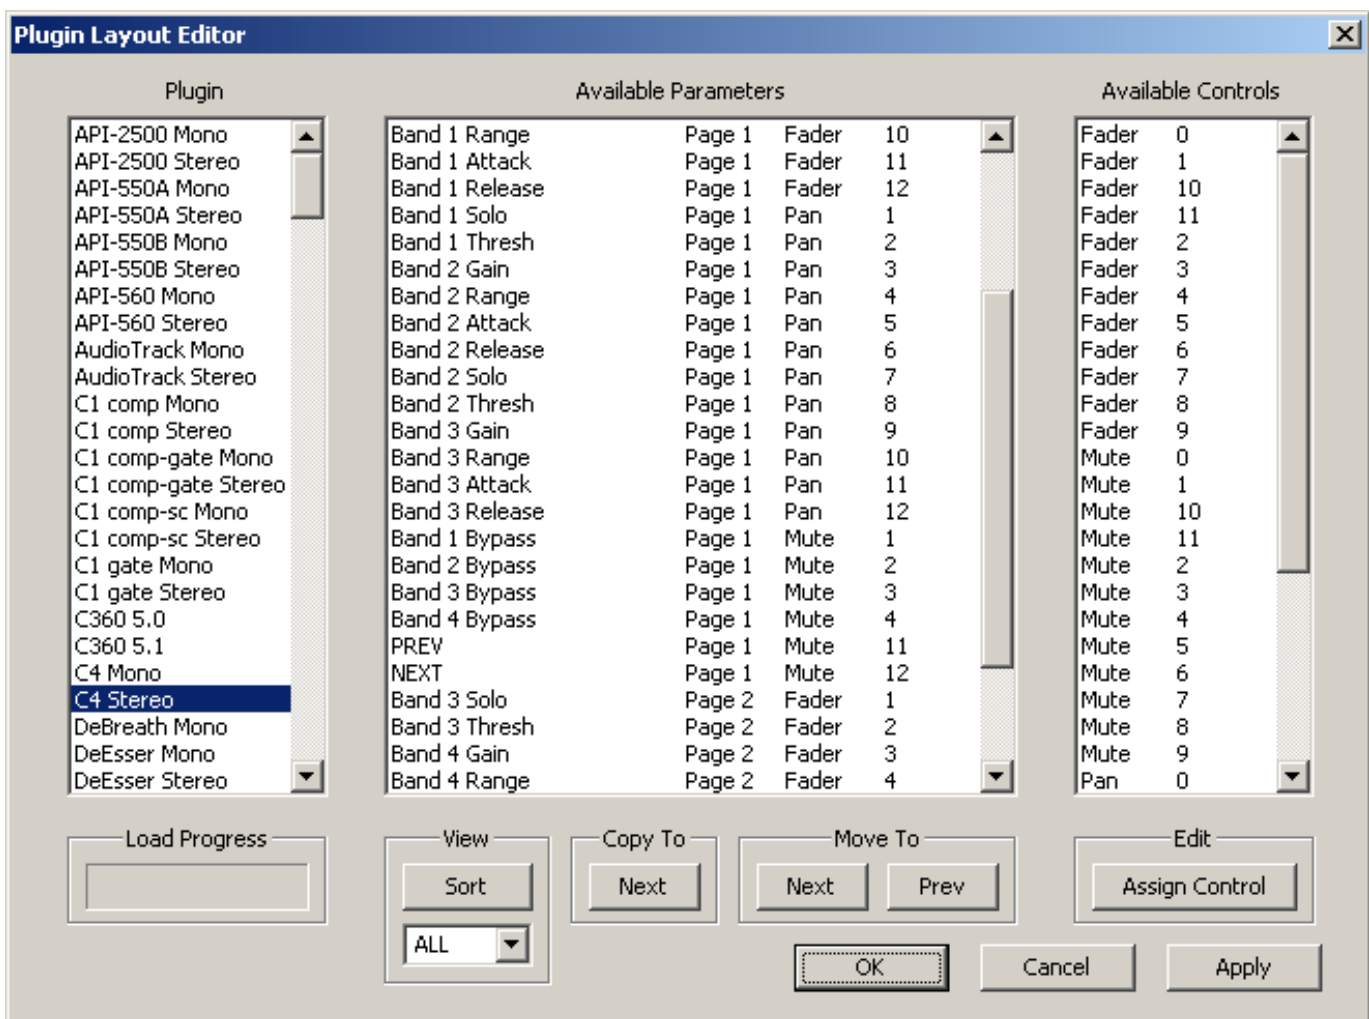 Plugin Layout Editor
Plugin
API-2500 Mono
API-2500 Stereo
API-550A Mono
API-550A Stereo
API-550B Mono
API-550B Stereo
API-560 Mono
API-560 Stereo
AudioTrack Mono
AudioTrack Stereo
C1 comp Mono
C1 comp Stereo
C1 comp-gate Mono
C1 comp-gate Stereo
C1 comp-sc Mono
C1 comp-sc Stereo
C1 gate Mono
C1 gate Stereo
C360 5.0
C360 5.1
C4 Mono
C4 Stereo
DeBreath Mono
DeEsser Mono
DeEsser Stereo
Available Parameters
Band 1 Range Page 1 Fader 10
Band 1 Attack Page 1 Fader 11
Band 1 Release Page 1 Fader 12
Band 1 Solo Page 1 Pan 1
Band 1 Thresh Page 1 Pan 2
Band 2 Gain Page 1 Pan 3
Band 2 Range Page 1 Pan 4
Band 2 Attack Page 1 Pan 5
Band 2 Release Page 1 Pan 6
Band 2 Solo Page 1 Pan 7
Band 2 Thresh Page 1 Pan 8
Band 3 Gain Page 1 Pan 9
Band 3 Range Page 1 Pan 10
Band 3 Attack Page 1 Pan 11
Band 3 Release Page 1 Pan 12
Band 1 Bypass Page 1 Mute 1
Band 2 Bypass Page 1 Mute 2
Band 3 Bypass Page 1 Mute 3
Band 4 Bypass Page 1 Mute 4
PREV Page 1 Mute 11
NEXT Page 1 Mute 12
Band 3 Solo Page 2 Fader 1
Band 3 Thresh Page 2 Fader 2
Band 4 Gain Page 2 Fader 3
Band 4 Range Page 2 Fader 4
Available Controls
Fader 0
Fader 1
Fader 10
Fader 11
Fader 2
Fader 3
Fader 4
Fader 5
Fader 6
Fader 7
Fader 8
Fader 9
Mute 0
Mute 1
Mute 10
Mute 11
Mute 2
Mute 3
Mute 4
Mute 5
Mute 6
Mute 7
Mute 8
Mute 9
Pan 0
Load Progress
View
Sort
ALL
Copy To
Next
Move To
Next Prev
Edit
Assign Control
OK Cancel Apply